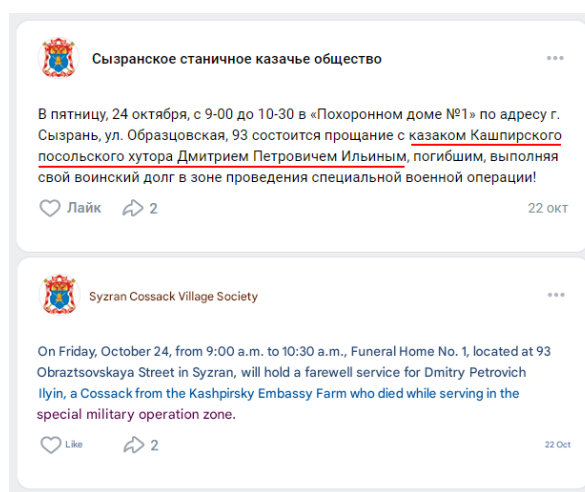 Сызранское станичное казачье общество
В пятницу, 24 октября, с 9-00 до 10-30 в «Похоронном доме №1» по адресу г.
Сызрань, ул. Образцовская, 93 состоится прощание с казаком Кашпирского
посольского хутора Дмитрием Петровичем Ильиным, погибшим, выполняя
свой воинский долг в зоне проведения специальной военной операции!
Лайк 2 22 окт
Syzran Cossack Village Society
On Friday, October 24, from 9:00 a.m. to 10:30 a.m., Funeral Home No. 1, located at 93
Obraztsovskaya Street in Syzran, will hold a farewell service for Dmitry Petrovich
Ilyin, a Cossack from the Kashpirsky Embassy Farm who died while serving in the
special military operation zone.
Like 2 22 Oct